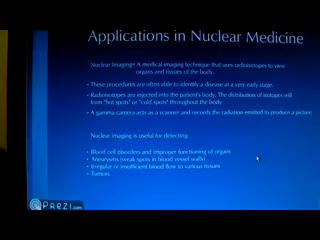 Applications in Nuclear Medicine
Nuclear Imaging= A medical imaging technique that uses radioisotopes to view
organs and tissues of the body.
- These procedures are often able to identify a disease at a very early stage.
- Radioisotopes are injected into the patient's body. The distribution of isotopes will
from "hot spots" or "cold spots" throughout the body
- A gamma camera acts as a scanner and records the radiation emitted to produce a picture
Nuclear imaging is useful for detecting:
- Blood cell disorders and improper functioning of organs
- Aneurysms (weak spots in blood vessel walls)
- Irregular or insufficient blood flow to various tissues
- Tumors
PREZI.com